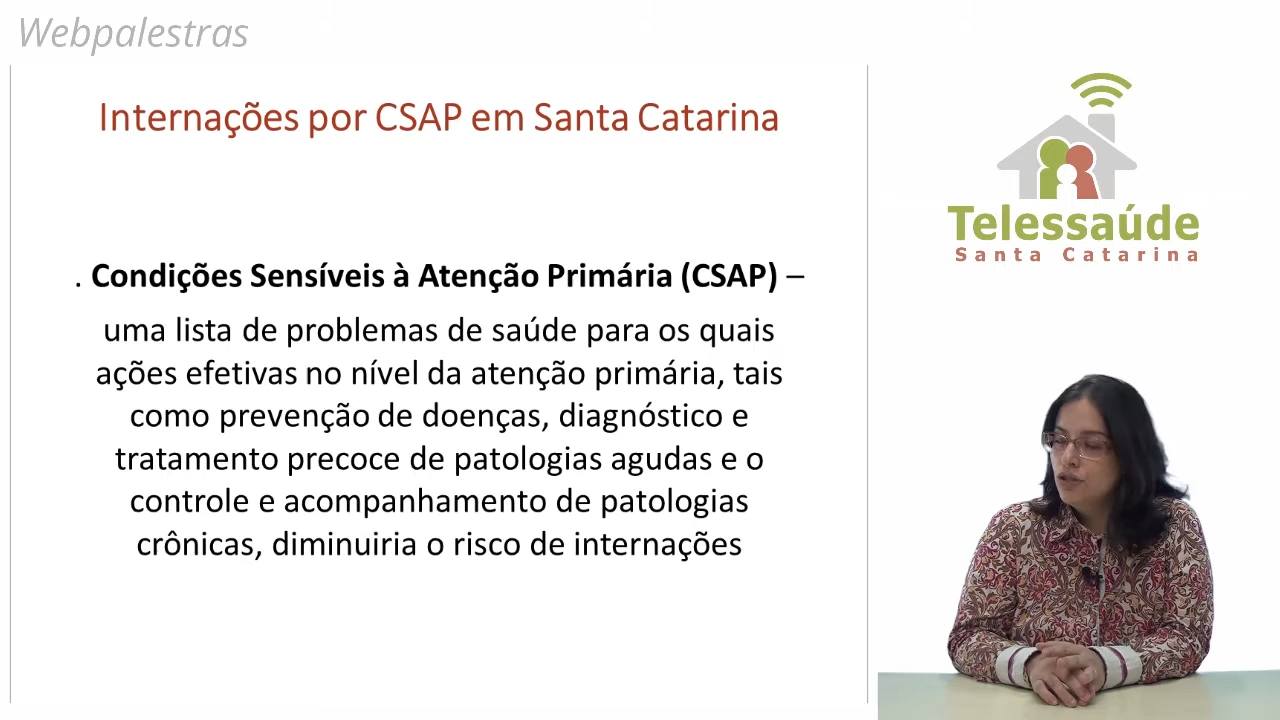 Webpalestras
Internações por CSAP em Santa Catarina
. Condições Sensíveis à Atenção Primária (CSAP) –
uma lista de problemas de saúde para os quais
ações efetivas no nível da atenção primária, tais
como prevenção de doenças, diagnóstico e
tratamento precoce de patologias agudas e o
controle e acompanhamento de patologias
crônicas, diminuiria o risco de internações
Telessaúde
Santa Catarina